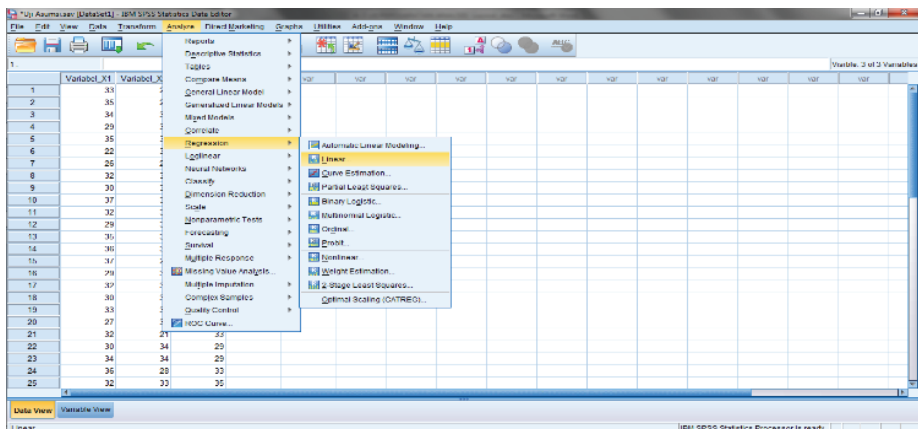 *Uji Asumsi.sav [DataSet1] - IBM SPSS Statistics Data Editor
File Edit View Data Transform Analyze Direct Marketing Graphs Utilities Add-ons Window Help
1 :
Visible: 3 of 3 Variables
Variabel_X1 Variabel_X var var var var var var var var var var
Reports
Descriptive Statistics
Tables
Compare Means
General Linear Model
Generalized Linear Models
Mixed Models
Correlate
Regression
Loglinear
Neural Networks
Classify
Dimension Reduction
Scale
Nonparametric Tests
Forecasting
Survival
Multiple Response
Missing Value Analysis...
Multiple Imputation
Complex Samples
Quality Control
ROC Curve...
Automatic Linear Modeling...
Linear
Curve Estimation...
Partial Least Squares...
Binary Logistic...
Multinomial Logistic...
Ordinal...
Probit...
Nonlinear...
Weight Estimation...
2-Stage Least Squares...
Optimal Scaling (CATREG)...
1 33
2 35
3 34
4 29
5 35
6 22
7 26
8 32
9 30
10 37
11 32
12 29
13 35
14 36
15 37
16 29
17 32
18 30
19 33
20 27
21 32 21 33
22 30 34 29
23 34 34 29
24 36 28 33
25 32 33 35
Data View Variable View
Linear... IBM SPSS Statistics Processor is ready